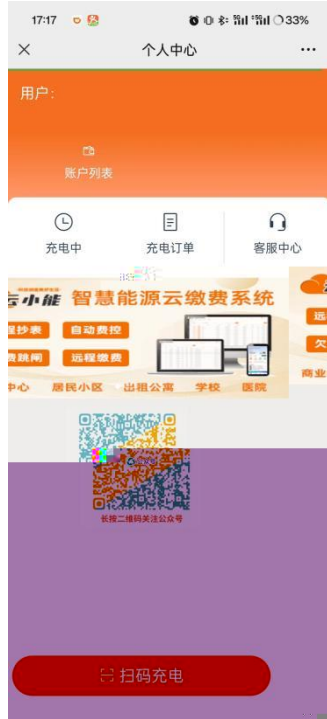 17:17
33%
个人中心
用户:
账户列表
充电中 充电订单 客服中心
云小能 智慧能源云缴费系统
程抄表 自动费控
费跳闸 远程缴费
中心 居民小区 出租公寓 学校 医院
远
欠
商业
长按二维码关注公众号
扫码充电